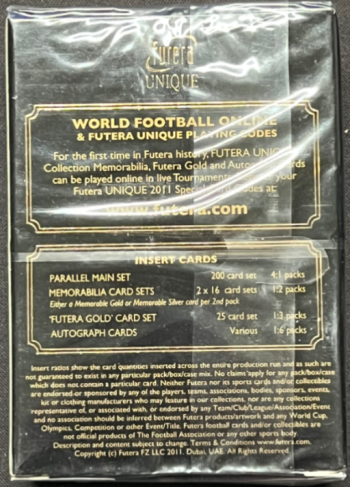 Futera
UNIQUE
WORLD FOOTBALL ONLINE
& FUTERA UNIQUE PLAYING CODES
For the first time in Futera history, FUTERA UNIQUE
Collection Memorabilia, Futera Gold and Autograph cards
can be played online in live Tournaments. your
Futera UNIQUE 2011 Special Codes at:
www.futera.com
INSERT CARDS
PARALLEL MAIN SET 200 card set 4:1 packs
MEMORABILIA CARD SETS 2 x 16 card sets 1:2 packs
Either a Memorable Gold or Memorable Silver card per 2nd pack
'FUTERA GOLD' CARD SET 25 card set 1:3 packs
AUTOGRAPH CARDS Various 1:6 packs
Insert ratios show the card quantities inserted across the entire production run and as such are
not guaranteed to exist in any particular pack/box/case mix. No claims apply for any pack/box/case
which does not contain a particular card. Neither Futera nor its sports cards and/or collectibles
are endorsed or sponsored by any of the players, teams, associations, bodies, sponsors, events,
kit or clothing manufacturers who may feature in our collections, nor are any collections
representative of, or associated with, or endorsed by any Team/Club/League/Association/Event
and no association should be inferred between Futera products/artwork and any World Cup,
Olympics, Competition or other Event/Title. Futera football cards and/or collectibles are
not official products of The Football Association or any other sports body.
Description and content subject to change. Terms & Conditions www.futera.com.
Copyright (c) Futera FZ LLC 2011. Dubai, UAE. All Rights Reserved.